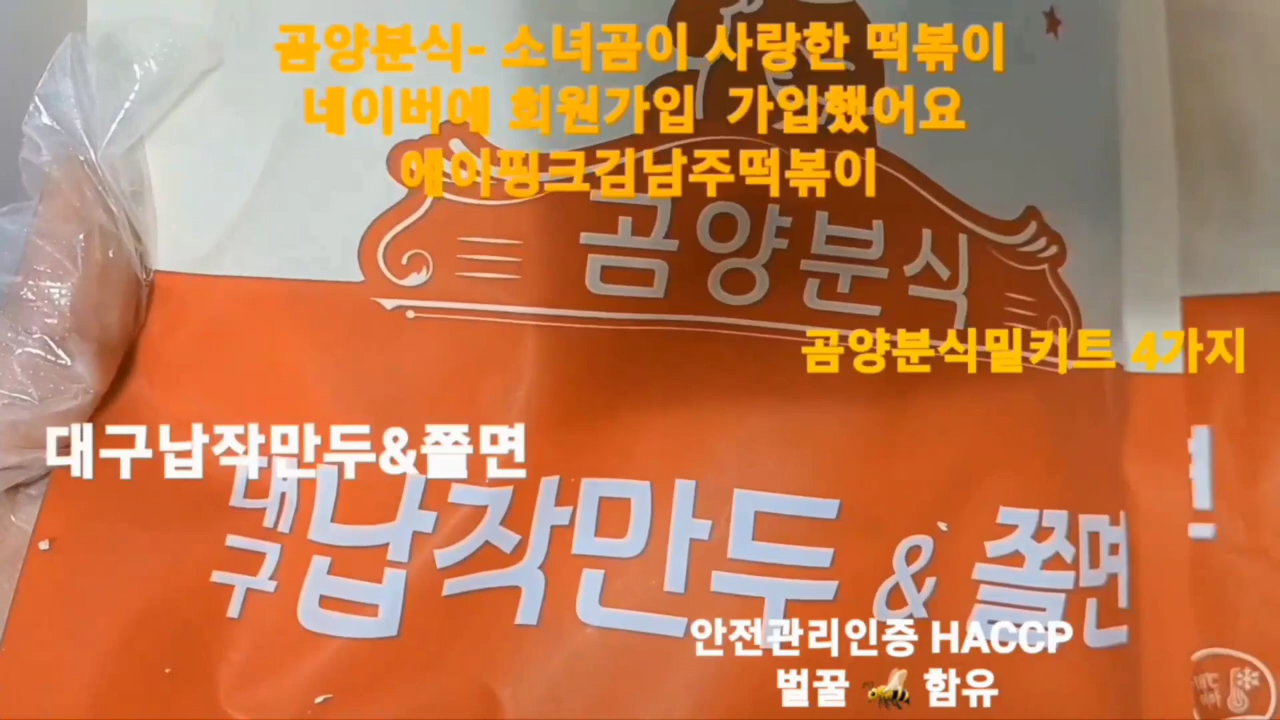 곰양분식- 소녀곰이 사랑한 떡볶이
네이버에 회원가입  가입했어요
에이핑크김남주떡볶이
곰양분식
곰양분식밀키트 4가지
대구납작만두&쫄면
대구 납작만두 & 쫄면
안전관리인증 HACCP
벌꿀 🐝 함유